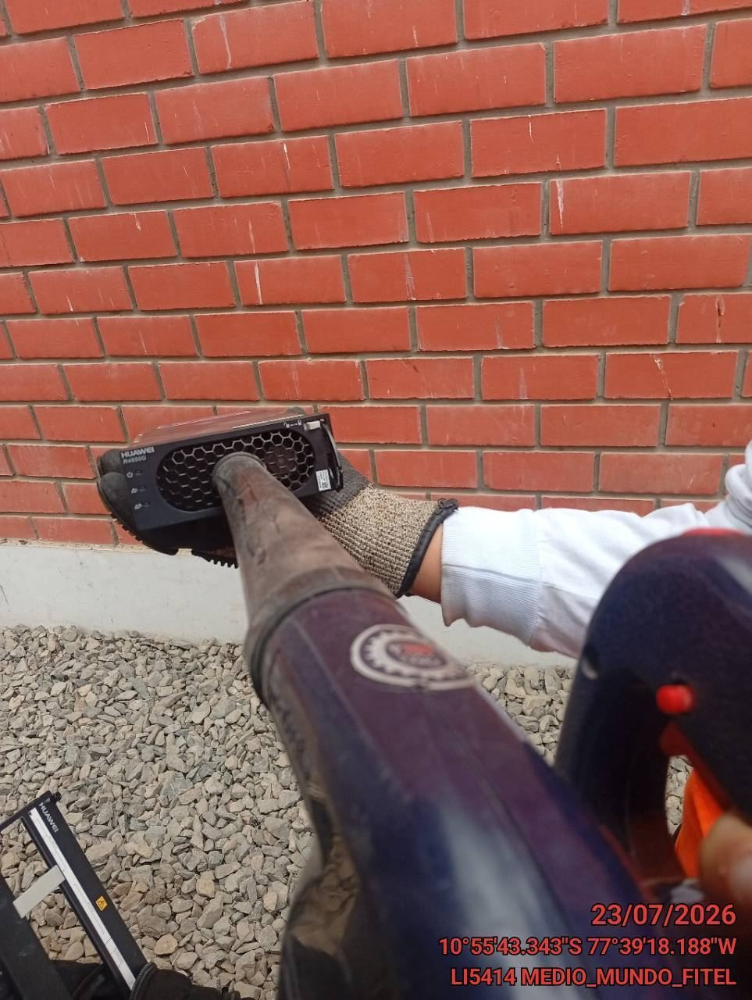 HUAWEI
R4850G
HUAWEI
23/07/2026
10°55'43.343"S 77°39'18.188"W
LI5414 MEDIO_MUNDO_FITEL